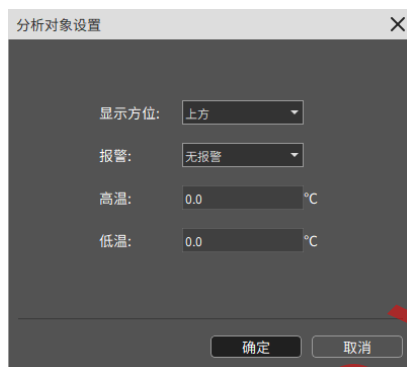 分析对象设置
显示方位: 上方
报警: 无报警
高温: 0.0 °C
低温: 0.0 °C
确定 取消